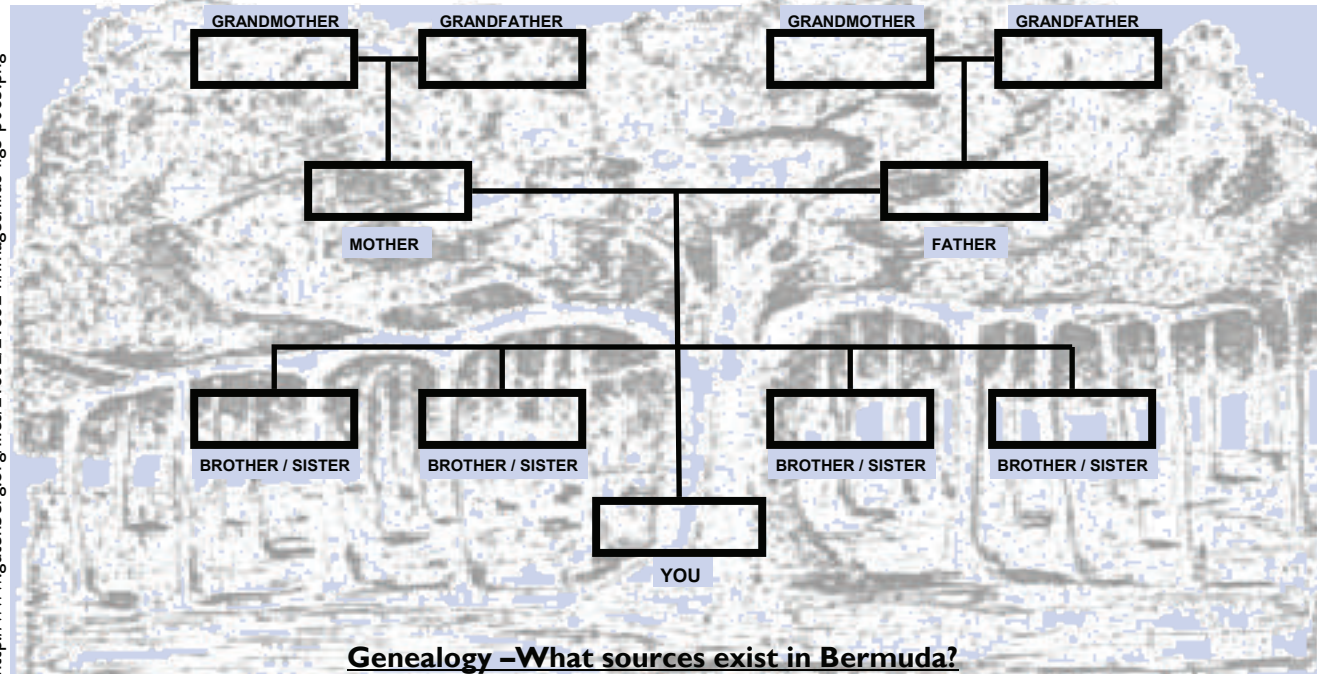 GRANDMOTHER GRANDFATHER GRANDMOTHER GRANDFATHER
MOTHER FATHER
BROTHER / SISTER BROTHER / SISTER BROTHER / SISTER BROTHER / SISTER
YOU
Genealogy –What sources exist in Bermuda?